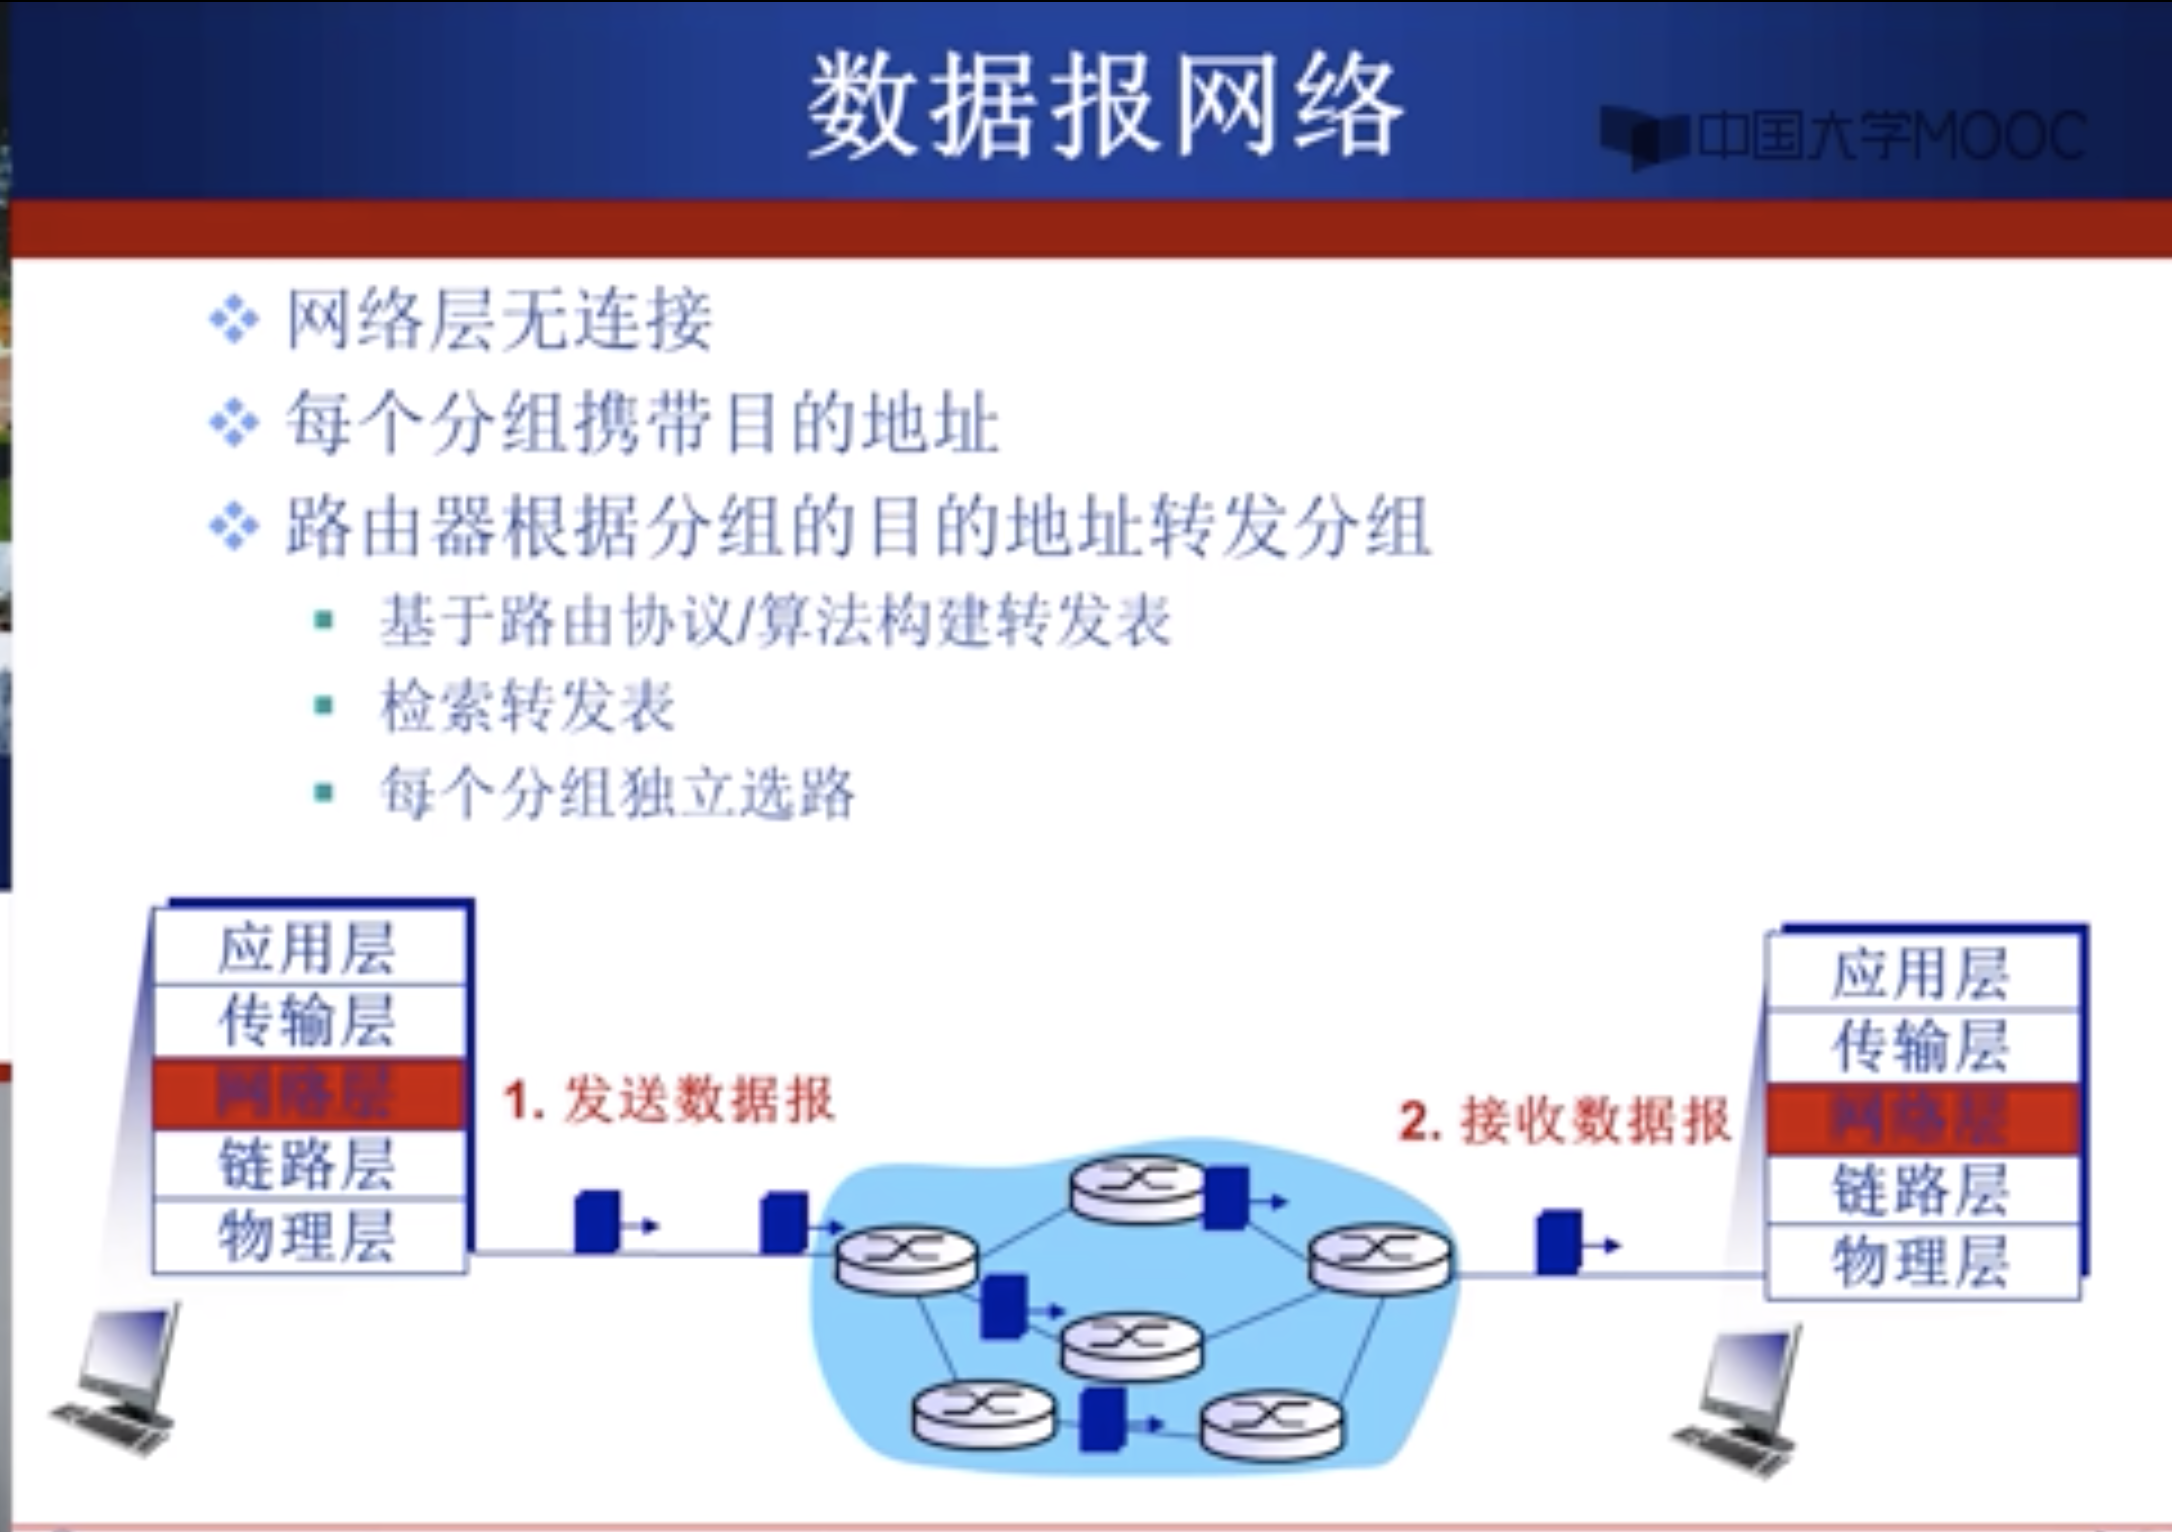 数据报网络
中国大学MOOC
网络层无连接
每个分组携带目的地址
路由器根据分组的目的地址转发分组
基于路由协议/算法构建转发表
检索转发表
每个分组独立选路
应用层
传输层
网络层
链路层
物理层
1. 发送数据报
2. 接收数据报
应用层
传输层
网络层
链路层
物理层